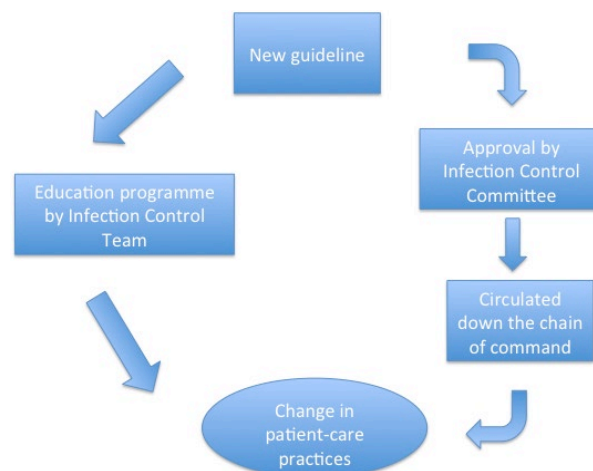 New guideline
Approval by
Infection Control
Committee
Education programme
by Infection Control
Team
Circulated
down the chain
of command
Change in
patient-care
practices